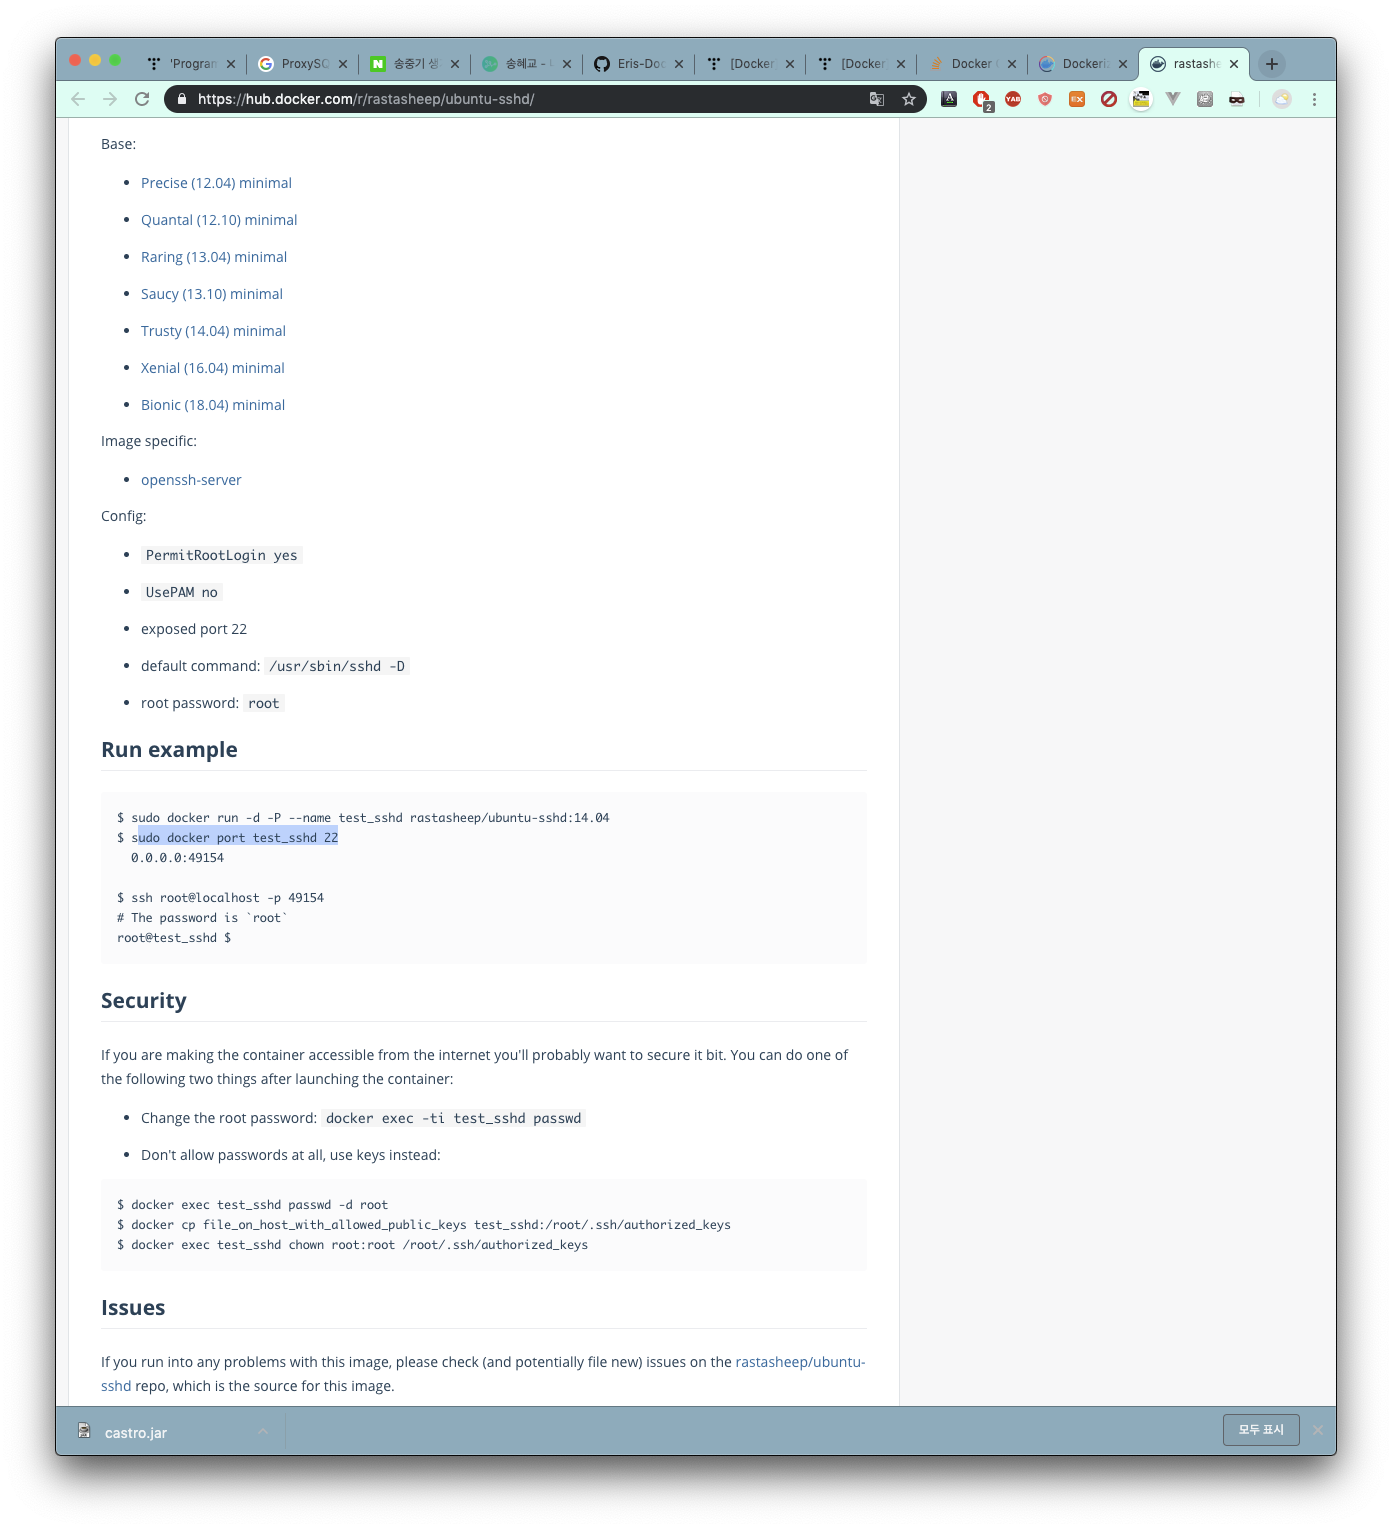 'Program
ProxySQ
송중기 생
송혜교 -
Eris-Doc
[Docker
[Docker
Docker
Dockeri
rastashe
https://hub.docker.com/r/rastasheep/ubuntu-sshd/
2
YAB
EX
Base:
Precise (12.04) minimal
Quantal (12.10) minimal
Raring (13.04) minimal
Saucy (13.10) minimal
Trusty (14.04) minimal
Xenial (16.04) minimal
Bionic (18.04) minimal
Image specific:
openssh-server
Config:
PermitRootLogin yes
UsePAM no
exposed port 22
default command: /usr/sbin/sshd -D
root password: root
Run example
$ sudo docker run -d -P --name test_sshd rastasheep/ubuntu-sshd:14.04
$ sudo docker port test_sshd 22
0.0.0.0:49154
$ ssh root@localhost -p 49154
# The password is `root`
root@test_sshd $
Security
If you are making the container accessible from the internet you'll probably want to secure it bit. You can do one of
the following two things after launching the container:
Change the root password: docker exec -ti test_sshd passwd
Don't allow passwords at all, use keys instead:
$ docker exec test_sshd passwd -d root
$ docker cp file_on_host_with_allowed_public_keys test_sshd:/root/.ssh/authorized_keys
$ docker exec test_sshd chown root:root /root/.ssh/authorized_keys
Issues
If you run into any problems with this image, please check (and potentially file new) issues on the rastasheep/ubuntu-
sshd repo, which is the source for this image.
castro.jar
모두 표시